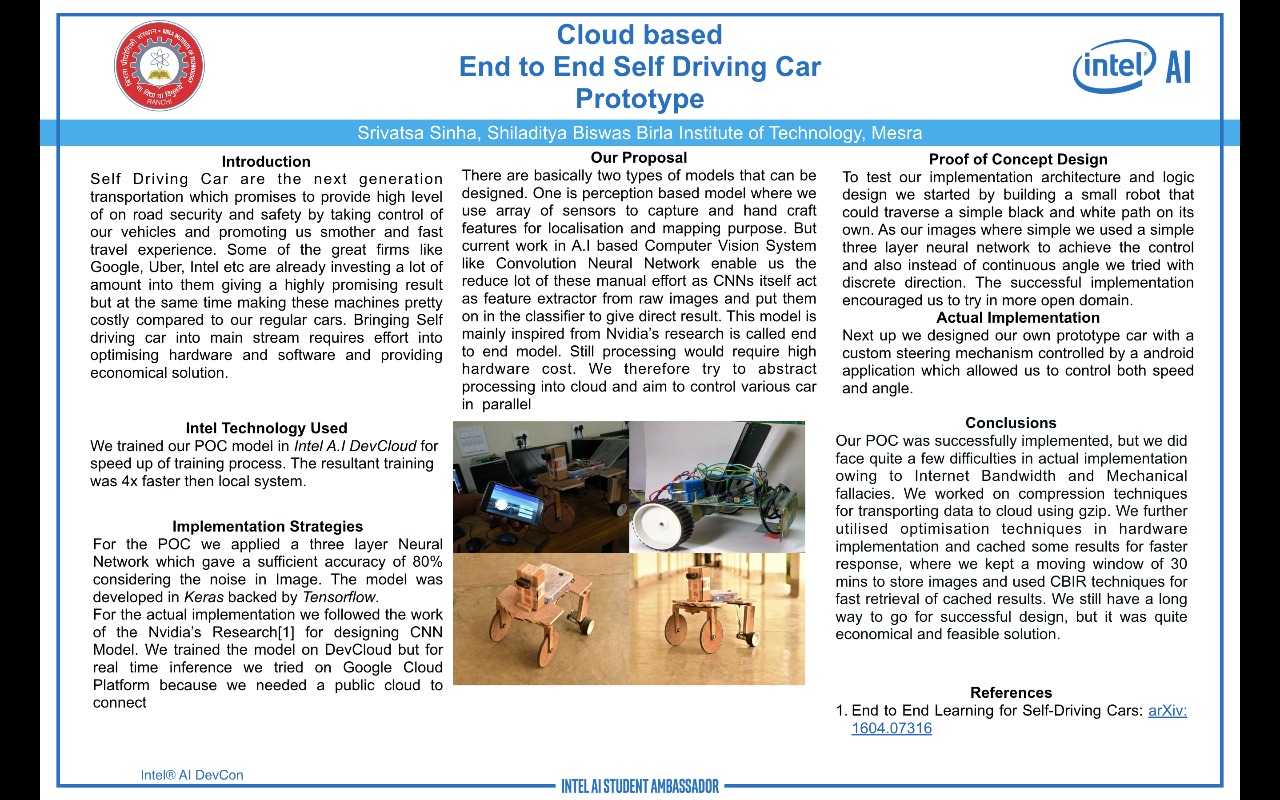 Cloud based
End to End Self Driving Car
Prototype
RANCHI
intel AI
Srivatsa Sinha, Shiladitya Biswas Birla Institute of Technology, Mesra
Introduction
Self Driving Car are the next generation
transportation which promises to provide high level
of on road security and safety by taking control of
our vehicles and promoting us smother and fast
travel experience. Some of the great firms like
Google, Uber, Intel etc are already investing a lot of
amount into them giving a highly promising result
but at the same time making these machines pretty
costly compared to our regular cars. Bringing Self
driving car into main stream requires effort into
optimising hardware and software and providing
economical solution.
Intel Technology Used
We trained our POC model in Intel A.I DevCloud for
speed up of training process. The resultant training
was 4x faster then local system.
Implementation Strategies
For the POC we applied a three layer Neural
Network which gave a sufficient accuracy of 80%
considering the noise in Image. The model was
developed in Keras backed by Tensorflow.
For the actual implementation we followed the work
of the Nvidia's Research[1] for designing CNN
Model. We trained the model on DevCloud but for
real time inference we tried on Google Cloud
Platform because we needed a public cloud to
connect
Our Proposal
There are basically two types of models that can be
designed. One is perception based model where we
use array of sensors to capture and hand craft
features for localisation and mapping purpose. But
current work in A.I based Computer Vision System
like Convolution Neural Network enable us the
reduce lot of these manual effort as CNNs itself act
as feature extractor from raw images and put them
on in the classifier to give direct result. This model is
mainly inspired from Nvidia's research is called end
to end model. Still processing would require high
hardware cost. We therefore try to abstract
processing into cloud and aim to control various car
in parallel
Proof of Concept Design
To test our implementation architecture and logic
design we started by building a small robot that
could traverse a simple black and white path on its
own. As our images where simple we used a simple
three layer neural network to achieve the control
and also instead of continuous angle we tried with
discrete direction. The successful implementation
encouraged us to try in more open domain.
Actual Implementation
Next up we designed our own prototype car with a
custom steering mechanism controlled by a android
application which allowed us to control both speed
and angle.
Conclusions
Our POC was successfully implemented, but we did
face quite a few difficulties in actual implementation
owing to Internet Bandwidth and Mechanical
fallacies. We worked on compression techniques
for transporting data to cloud using gzip. We further
utilised optimisation techniques in hardware
implementation and cached some results for faster
response, where we kept a moving window of 30
mins to store images and used CBIR techniques for
fast retrieval of cached results. We still have a long
way to go for successful design, but it was quite
economical and feasible solution.
References
1. End to End Learning for Self-Driving Cars: arXiv:
1604.07316
Intel® AI DevCon
INTEL AI STUDENT AMBASSADOR